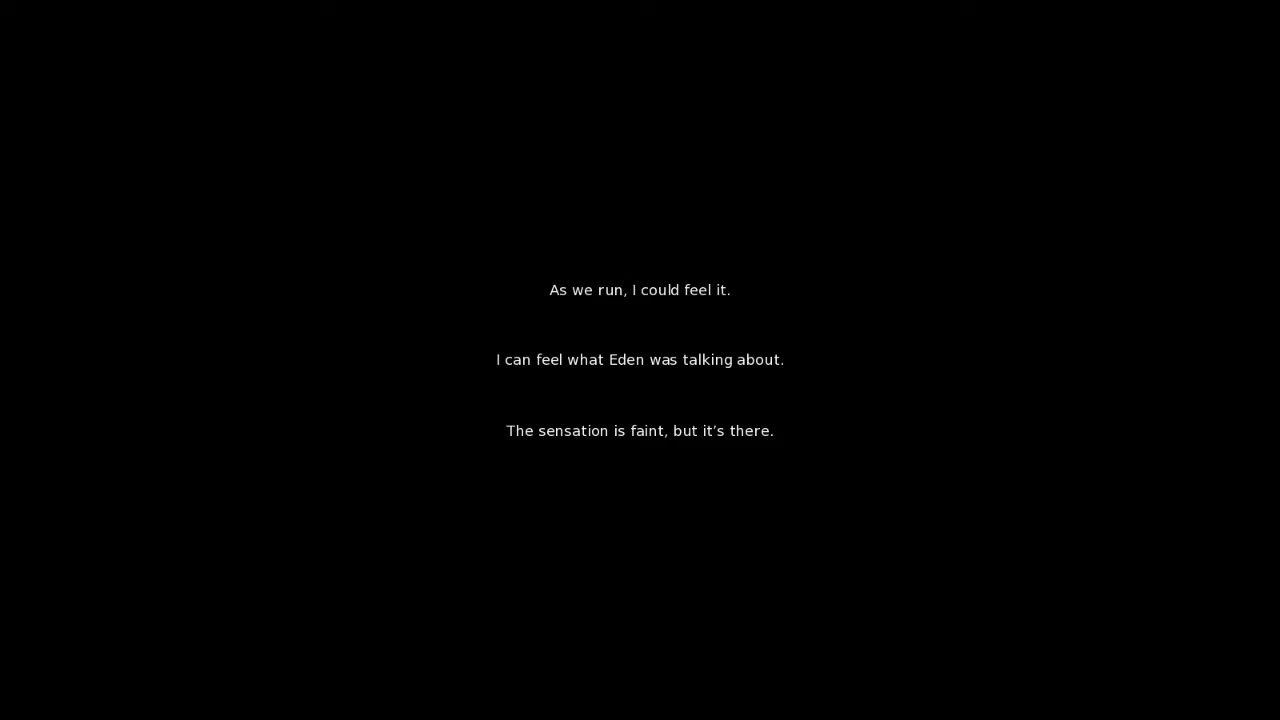 As we run, I could feel it.
I can feel what Eden was talking about.
The sensation is faint, but it’s there.